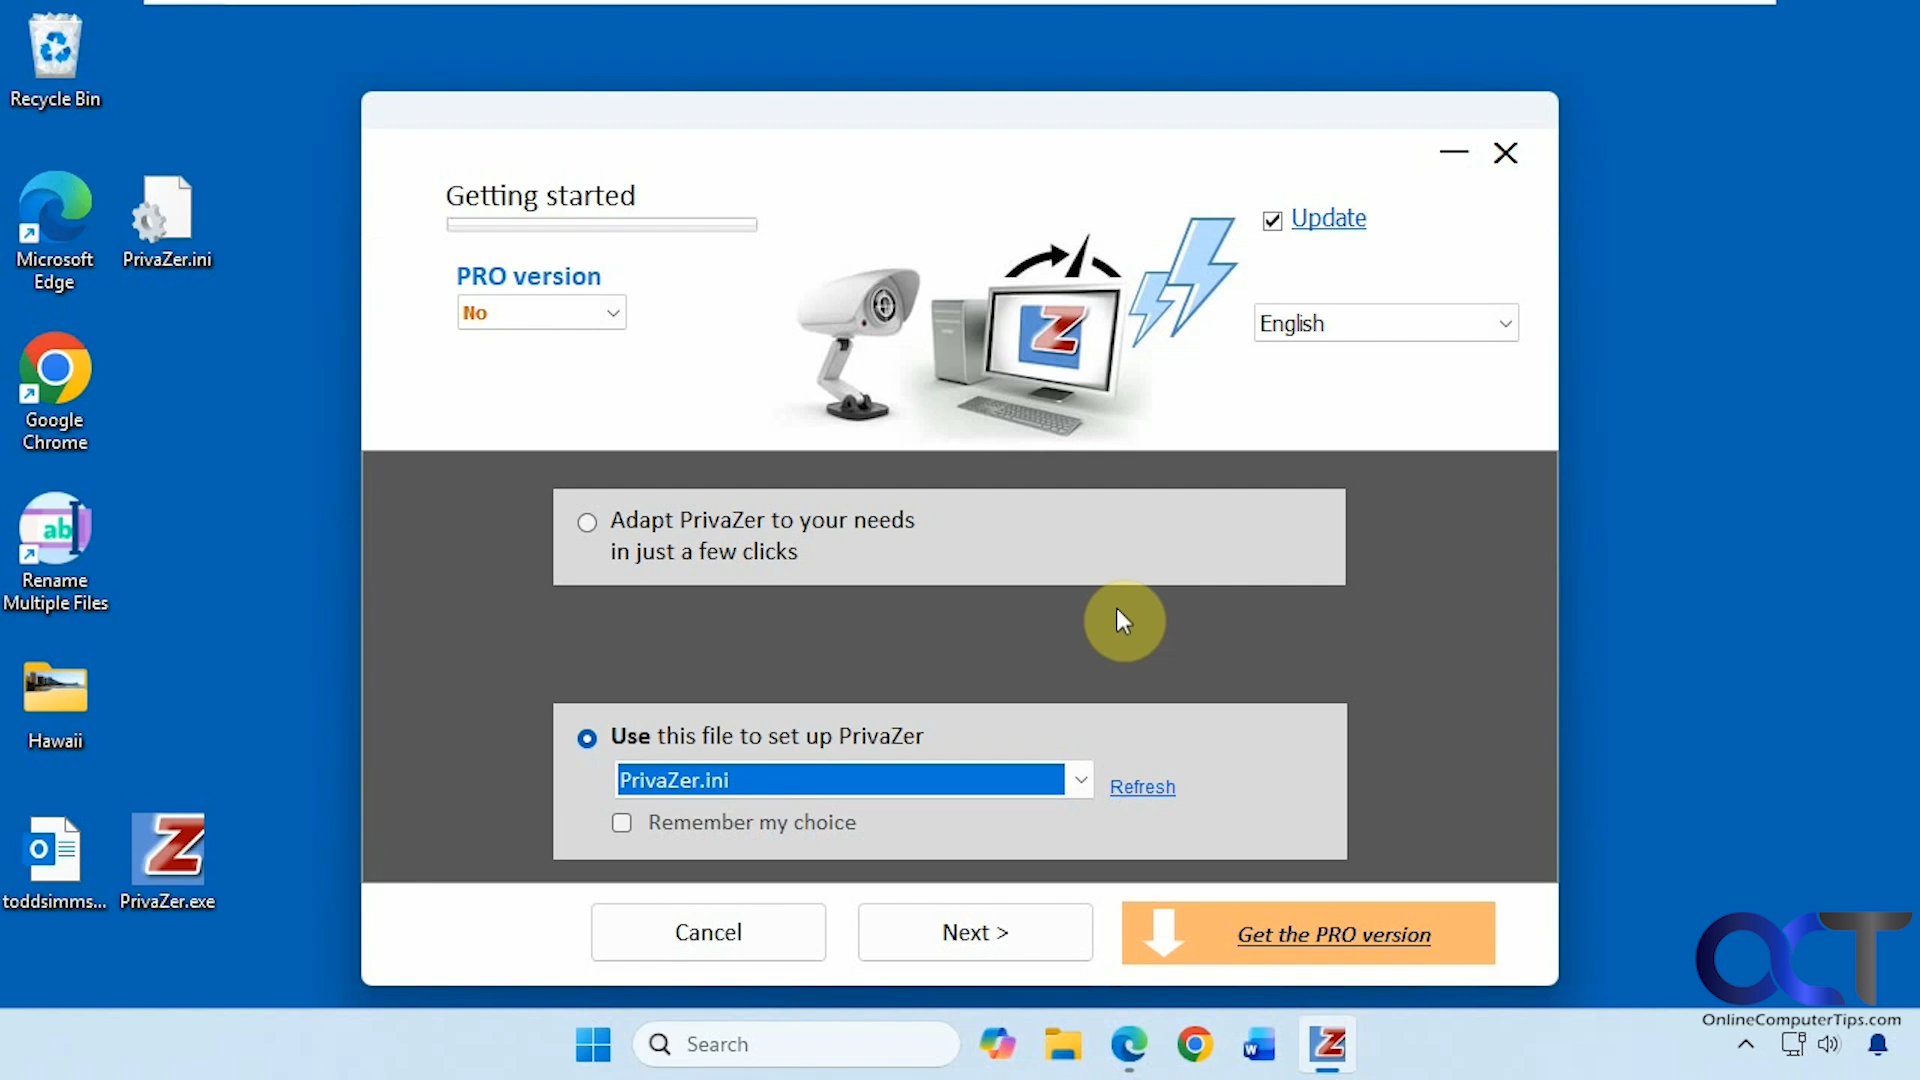 Recycle Bin
Microsoft
Edge
PrivaZer.ini
Google
Chrome
ab
Rename
Multiple Files
Hawaii
toddsimms...
PrivaZer.exe
Getting started
PRO version
No
Z
Update
English
Adapt PrivaZer to your needs
in just a few clicks
Use this file to set up PrivaZer
PrivaZer.ini
Refresh
Remember my choice
Cancel
Next >
Get the PRO version
OCT
OnlineComputerTips.com
Search